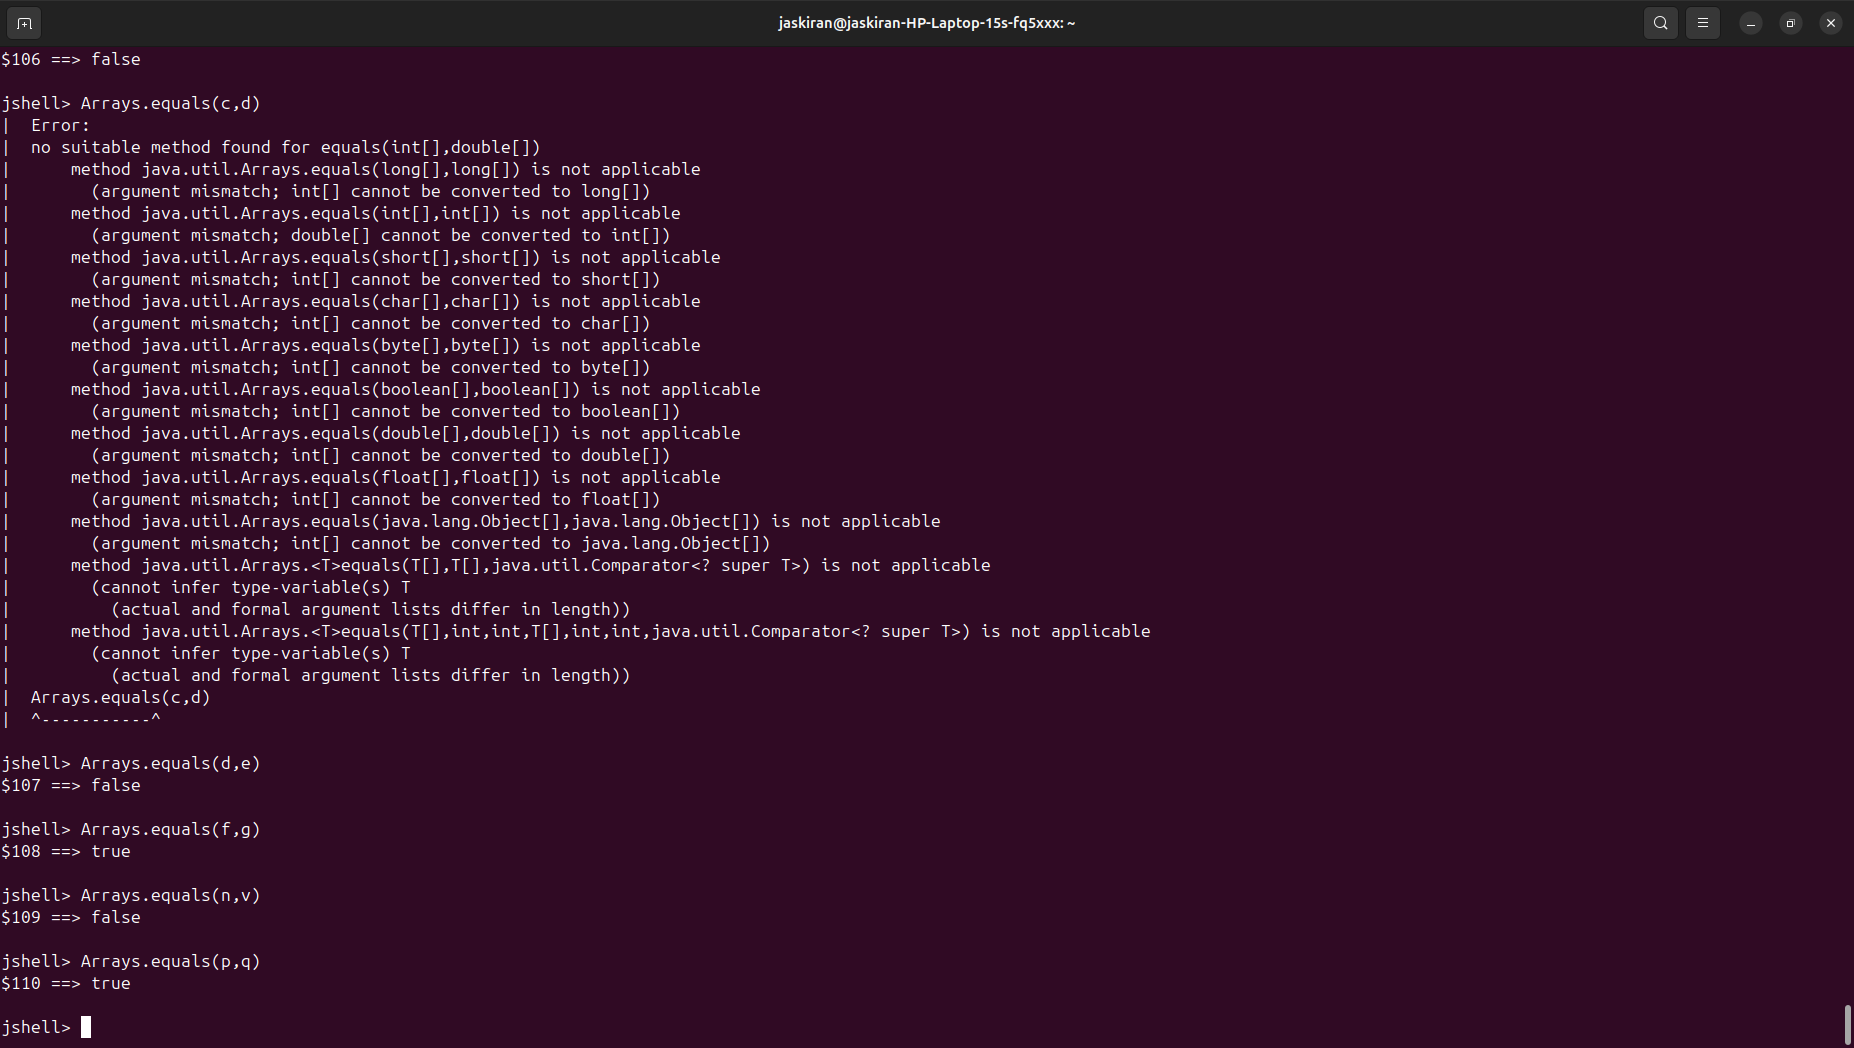 jaskiran@jaskiran-HP-Laptop-15s-fq5xxx: ~
$106 ==> false
jshell> Arrays.equals(c,d)
|  Error:
|  no suitable method found for equals(int[],double[])
|      method java.util.Arrays.equals(long[],long[]) is not applicable
|        (argument mismatch; int[] cannot be converted to long[])
|      method java.util.Arrays.equals(int[],int[]) is not applicable
|        (argument mismatch; double[] cannot be converted to int[])
|      method java.util.Arrays.equals(short[],short[]) is not applicable
|        (argument mismatch; int[] cannot be converted to short[])
|      method java.util.Arrays.equals(char[],char[]) is not applicable
|        (argument mismatch; int[] cannot be converted to char[])
|      method java.util.Arrays.equals(byte[],byte[]) is not applicable
|        (argument mismatch; int[] cannot be converted to byte[])
|      method java.util.Arrays.equals(boolean[],boolean[]) is not applicable
|        (argument mismatch; int[] cannot be converted to boolean[])
|      method java.util.Arrays.equals(double[],double[]) is not applicable
|        (argument mismatch; int[] cannot be converted to double[])
|      method java.util.Arrays.equals(float[],float[]) is not applicable
|        (argument mismatch; int[] cannot be converted to float[])
|      method java.util.Arrays.equals(java.lang.Object[],java.lang.Object[]) is not applicable
|        (argument mismatch; int[] cannot be converted to java.lang.Object[])
|      method java.util.Arrays.<T>equals(T[],T[],java.util.Comparator<? super T>) is not applicable
|        (cannot infer type-variable(s) T
|          (actual and formal argument lists differ in length))
|      method java.util.Arrays.<T>equals(T[],int,int,T[],int,int,java.util.Comparator<? super T>) is not applicable
|        (cannot infer type-variable(s) T
|          (actual and formal argument lists differ in length))
|  Arrays.equals(c,d)
|  ^-----------^
jshell> Arrays.equals(d,e)
$107 ==> false
jshell> Arrays.equals(f,g)
$108 ==> true
jshell> Arrays.equals(n,v)
$109 ==> false
jshell> Arrays.equals(p,q)
$110 ==> true
jshell>